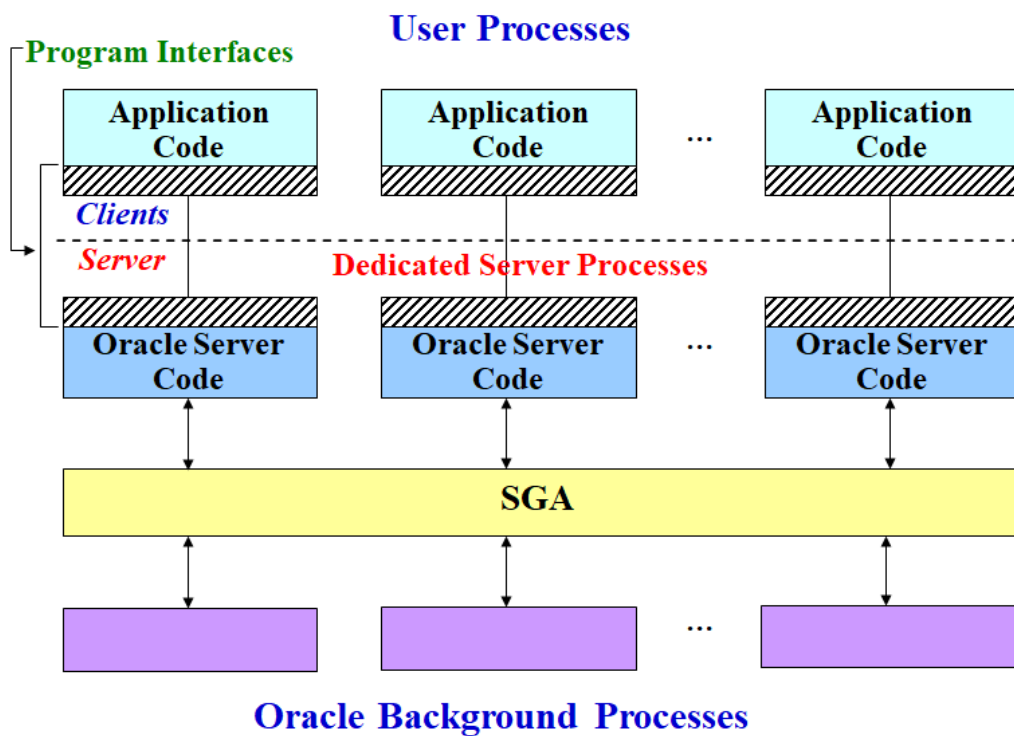 User Processes
Program Interfaces
Application
Code
Application
Code
...
Application
Code
Clients
Server
Dedicated Server Processes
Oracle Server
Code
Oracle Server
Code
...
Oracle Server
Code
SGA
...
Oracle Background Processes